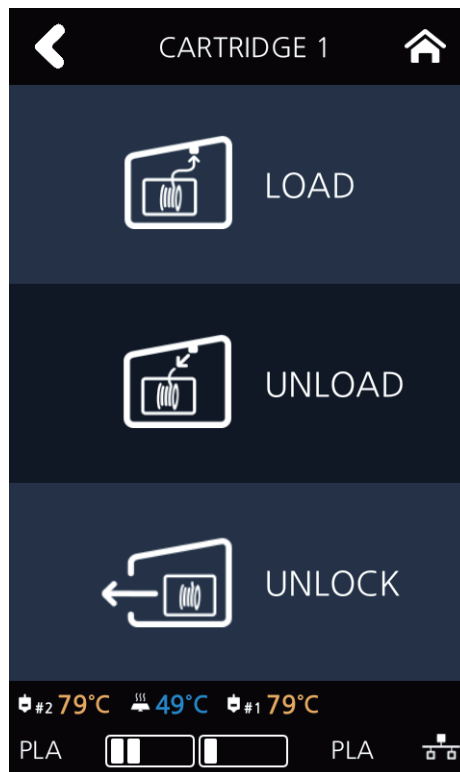 CARTRIDGE 1
LOAD
UNLOAD
UNLOCK
#2 79°C 49°C #1 79°C
PLA PLA